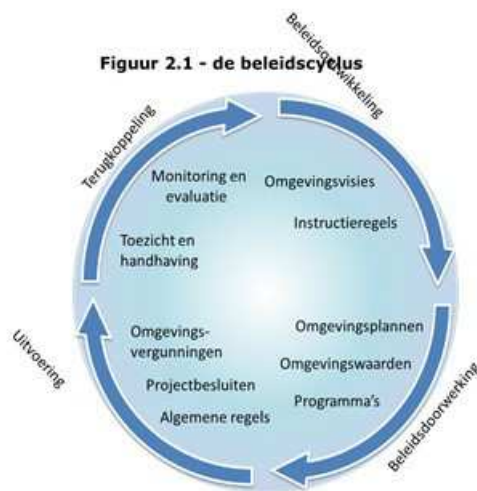 Figuur 2.1 - de beleidscyclus
Beleidsontwikkeling
Terugkoppeling
Monitoring en
evaluatie
Omgevingsvisies
Instructieregels
Toezicht en
handhaving
Omgevings-
vergunningen
Omgevingsplannen
Omgevingswaarden
Projectbesluiten
Programma's
Algemene regels
Uitvoering
Beleidsdoorwerking